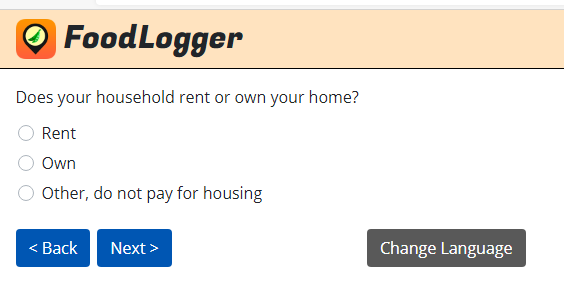 FoodLogger
Does your household rent or own your home?
Rent
Own
Other, do not pay for housing
< Back Next > Change Language